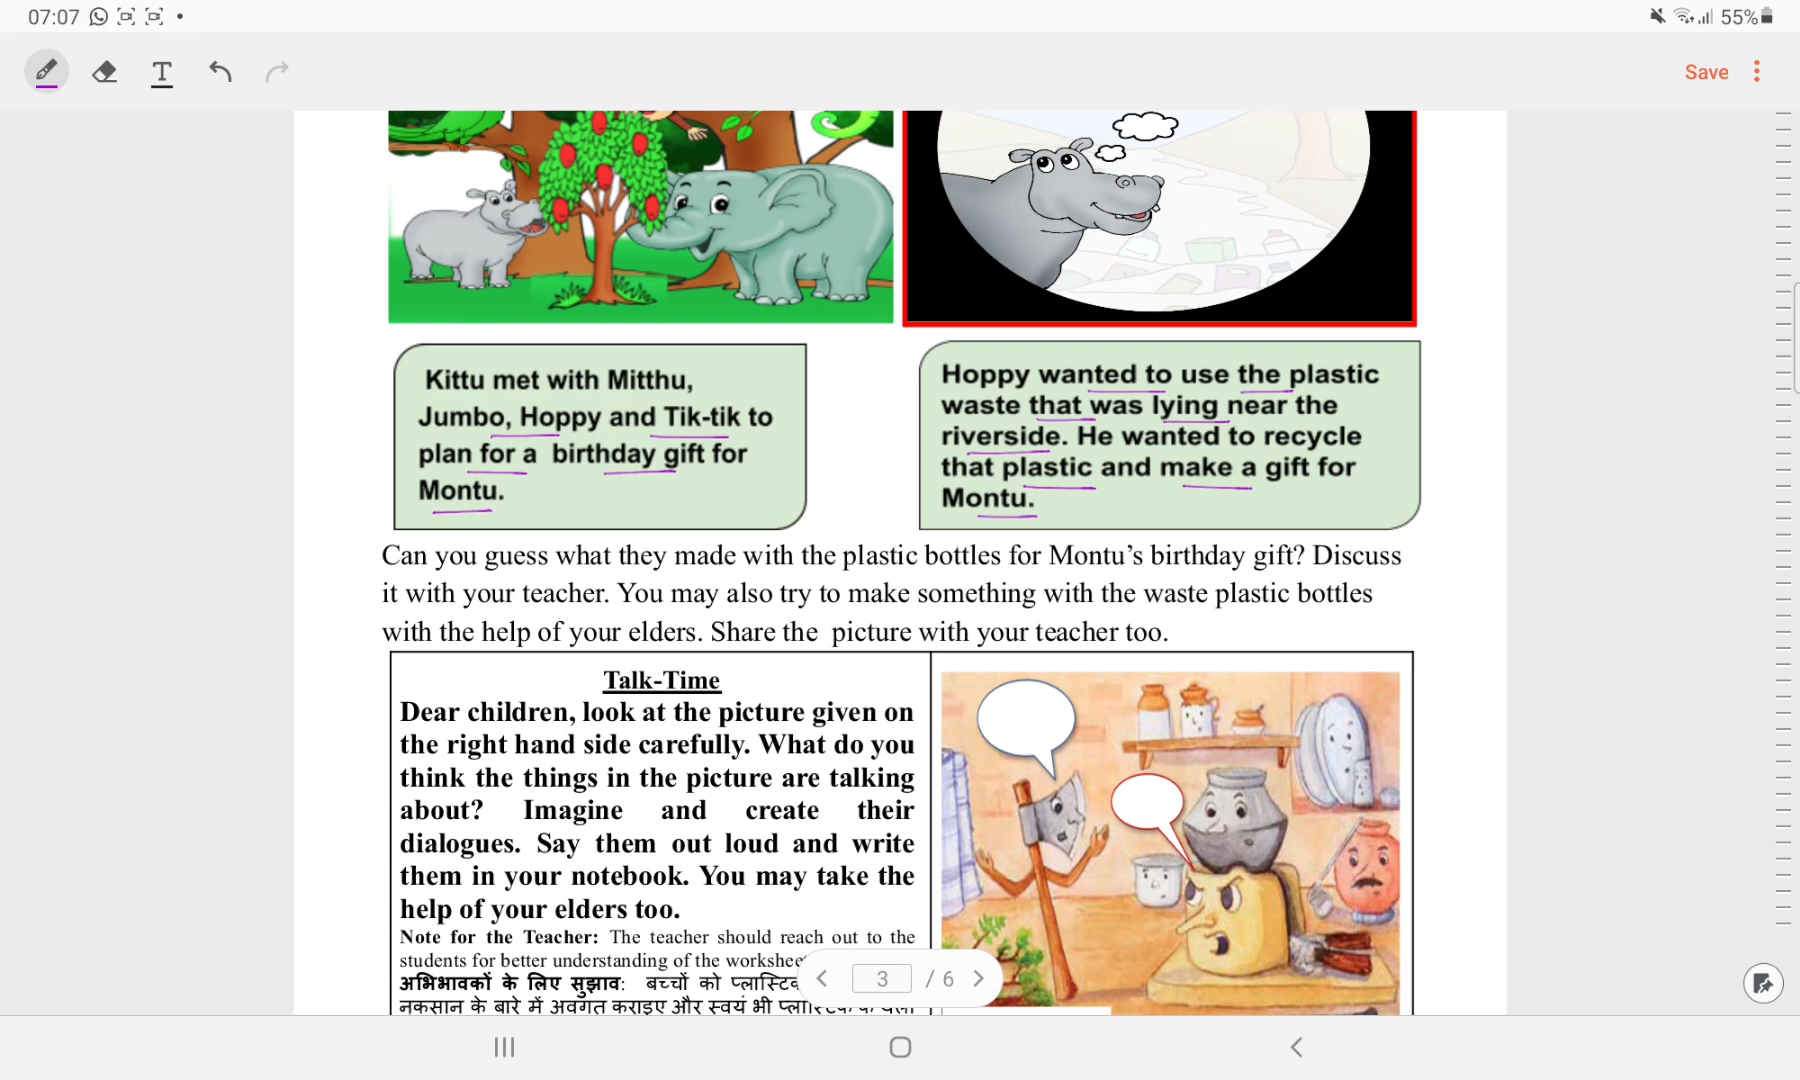 07:07
55%
Save
Kittu met with Mitthu,
Jumbo, Hoppy and Tik-tik to
plan for a birthday gift for
Montu.
Hoppy wanted to use the plastic
waste that was lying near the
riverside. He wanted to recycle
that plastic and make a gift for
Montu.
Can you guess what they made with the plastic bottles for Montu’s birthday gift? Discuss
it with your teacher. You may also try to make something with the waste plastic bottles
with the help of your elders. Share the picture with your teacher too.
Talk-Time
Dear children, look at the picture given on
the right hand side carefully. What do you
think the things in the picture are talking
about? Imagine and create their
dialogues. Say them out loud and write
them in your notebook. You may take the
help of your elders too.
Note for the Teacher: The teacher should reach out to the
students for better understanding of the
अभिभावकों के लिए सुझाव: बच्चों को
नुकसान के बारे में अवगत कराइए और स्वयं भी
3 / 6